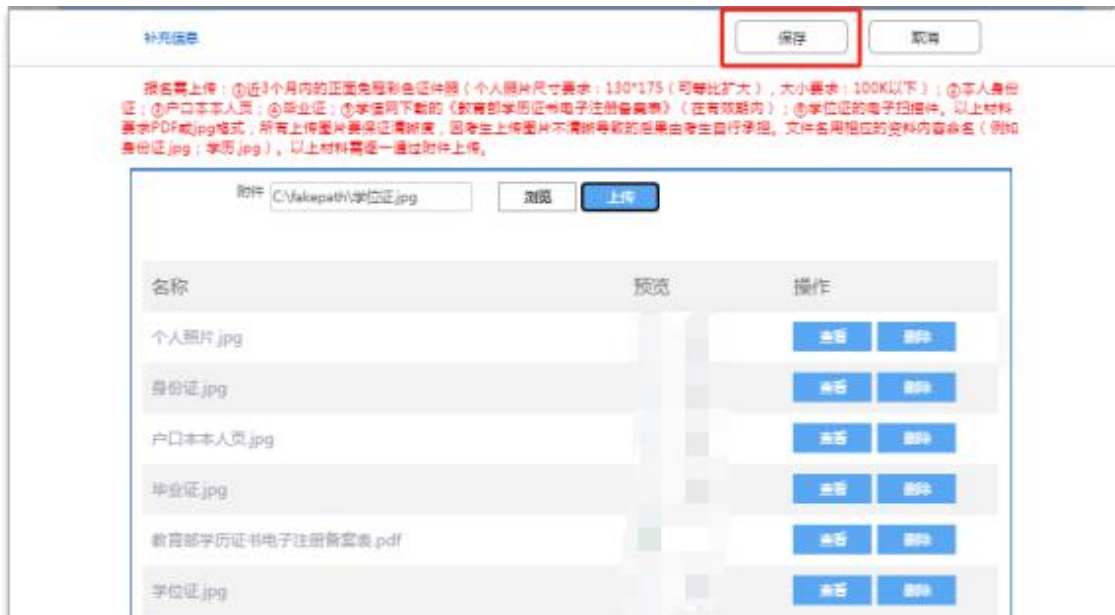 补充信息 保存 取消
报名需上传：①近3个月内的正面免冠彩色证件照（个人照片尺寸要求：130*175（可等比扩大），大小要求：100K以下）；②本人身份
证；③户口本本人页；④毕业证；⑤学信网下载的《教育部学历证书电子注册备案表》（在有效期内）；⑥学位证的电子扫描件。以上材料
要求PDF或jpg格式，所有上传图片要保证清晰度，因考生上传图片不清晰导致的后果由考生自行承担。文件名用相应的资料内容命名（例如
身份证.jpg；学历.jpg）。以上材料需逐一通过附件上传。
附件 C:\fakepath\学位证.jpg 浏览 上传
名称 预览 操作
个人照片.jpg 查看 删除
身份证.jpg 查看 删除
户口本本人页.jpg 查看 删除
毕业证.jpg 查看 删除
教育部学历证书电子注册备案表.pdf 查看 删除
学位证.jpg 查看 删除